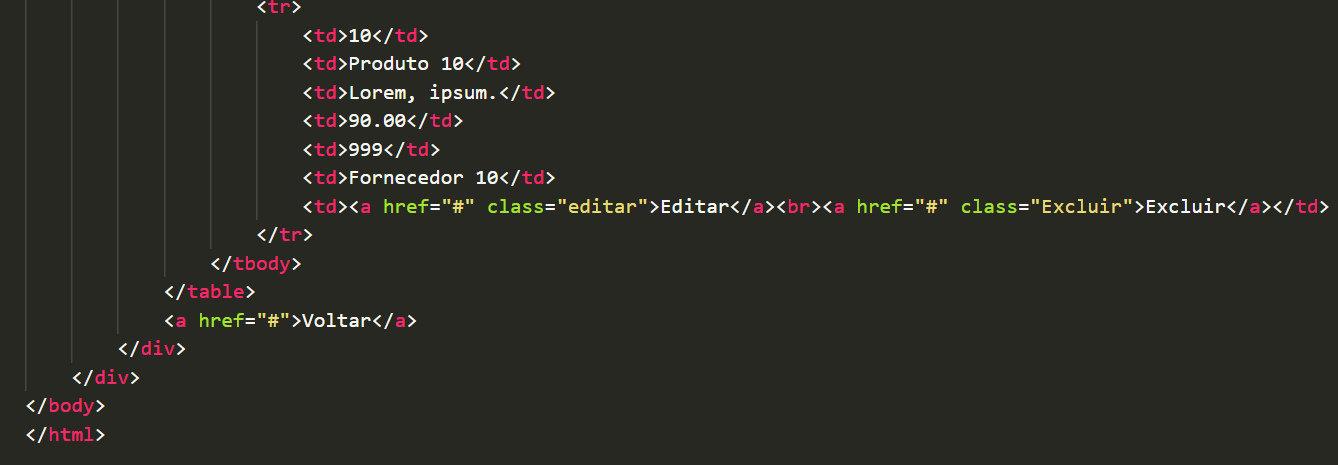 <tr>
<td>10</td>
<td>Produto 10</td>
<td>Lorem, ipsum.</td>
<td>90.00</td>
<td>999</td>
<td>Fornecedor 10</td>
<td><a href="#" class="editar">Editar</a><br><a href="#" class="Excluir">Excluir</a></td>
</tr>
</tbody>
</table>
<a href="#">Voltar</a>
</div>
</div>
</body>
</html>